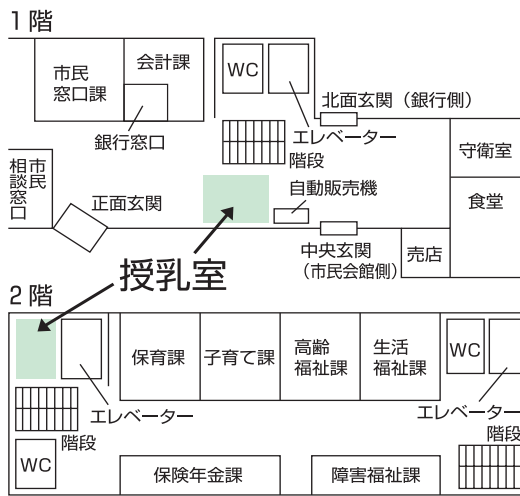 1階
市民
窓口課
会計課
銀行窓口
WC
エレベーター
階段
北面玄関（銀行側）
守衛室
食堂
市民
相談窓口
正面玄関
自動販売機
中央玄関
（市民会館側）
売店
授乳室
2階
エレベーター
階段
WC
保育課
子育て課
高齢
福祉課
生活
福祉課
WC
エレベーター
階段
保険年金課
障害福祉課